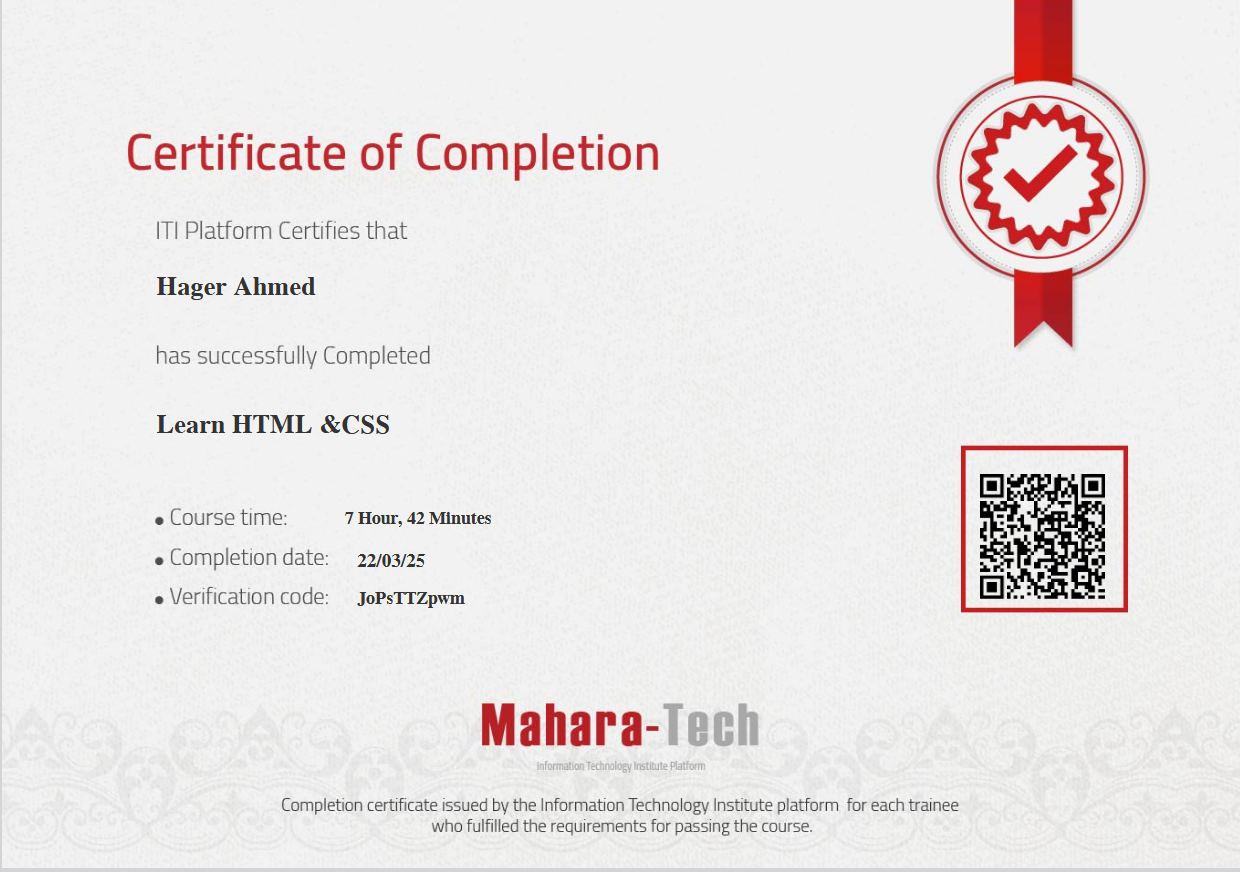 Certificate of Completion
ITI Platform Certifies that
Hager Ahmed
has successfully Completed
Learn HTML &CSS
Course time: 7 Hour, 42 Minutes
Completion date: 22/03/25
Verification code: JoPsTTZpwm
Mahara-Tech
Information Technology Institute Platform
Completion certificate issued by the Information Technology Institute platform for each trainee
who fulfilled the requirements for passing the course.